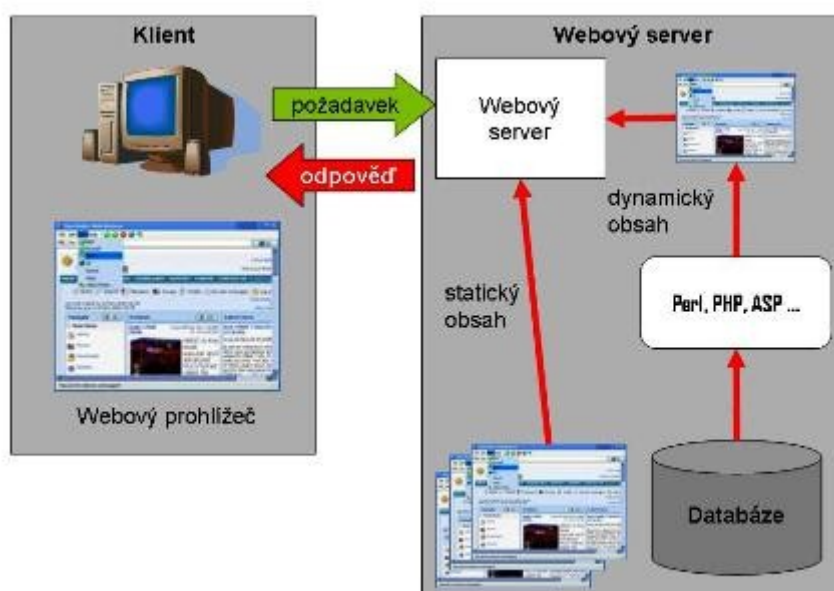 Klient
požadavek
odpověď
Webový prohlížeč
Webový server
Webový
server
dynamický
obsah
statický
obsah
Perl, PHP, ASP ...
Databáze